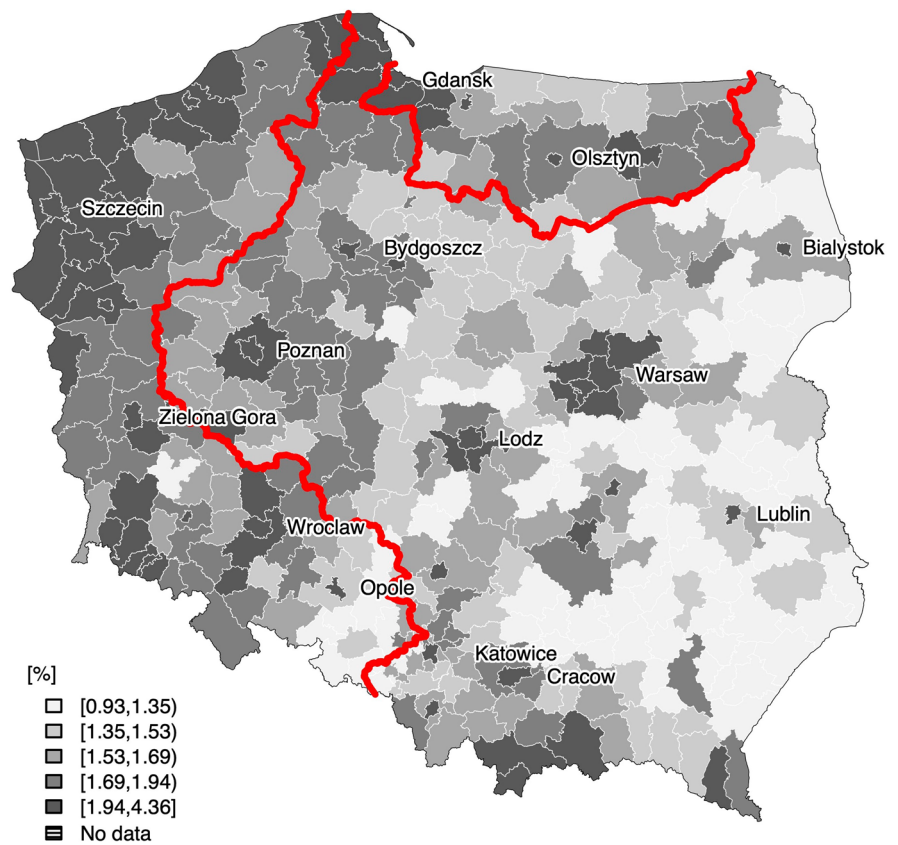 Gdansk
Olsztyn
Szczecin
Bydgoszcz
Bialystok
Poznan
Warsaw
Zielona Gora
Lodz
Lublin
Wroclaw
Opole
Katowice
Cracow
[%]
[0.93,1.35)
[1.35,1.53)
[1.53,1.69)
[1.69,1.94)
[1.94,4.36]
No data